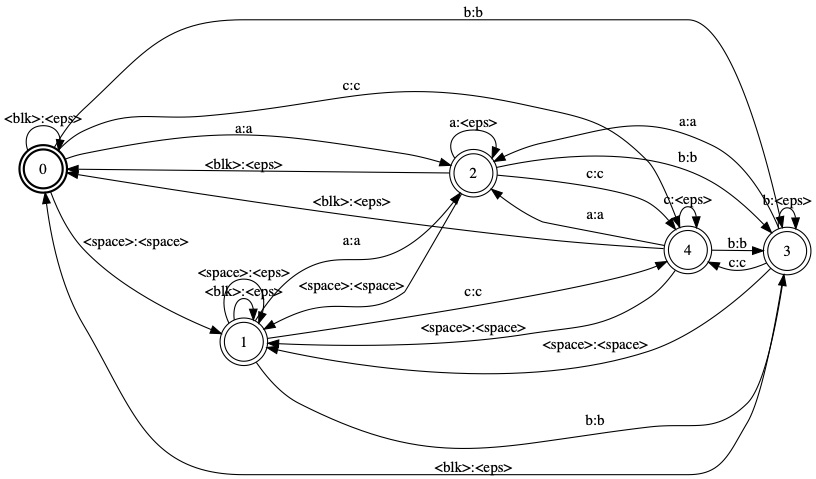 b:b
c:c
<blk>:<eps>
a:a
a:<eps>
a:a
b:b
0
<blk>:<eps>
2
c:c
<blk>:<eps>
c:<eps>
b:<eps>
a:a
<space>:<space>
a:a
4
b:b
3
c:c
<space>:<eps>
<blk>:<eps>
<space>:<space>
c:c
1
<space>:<space>
<space>:<space>
b:b
<blk>:<eps>